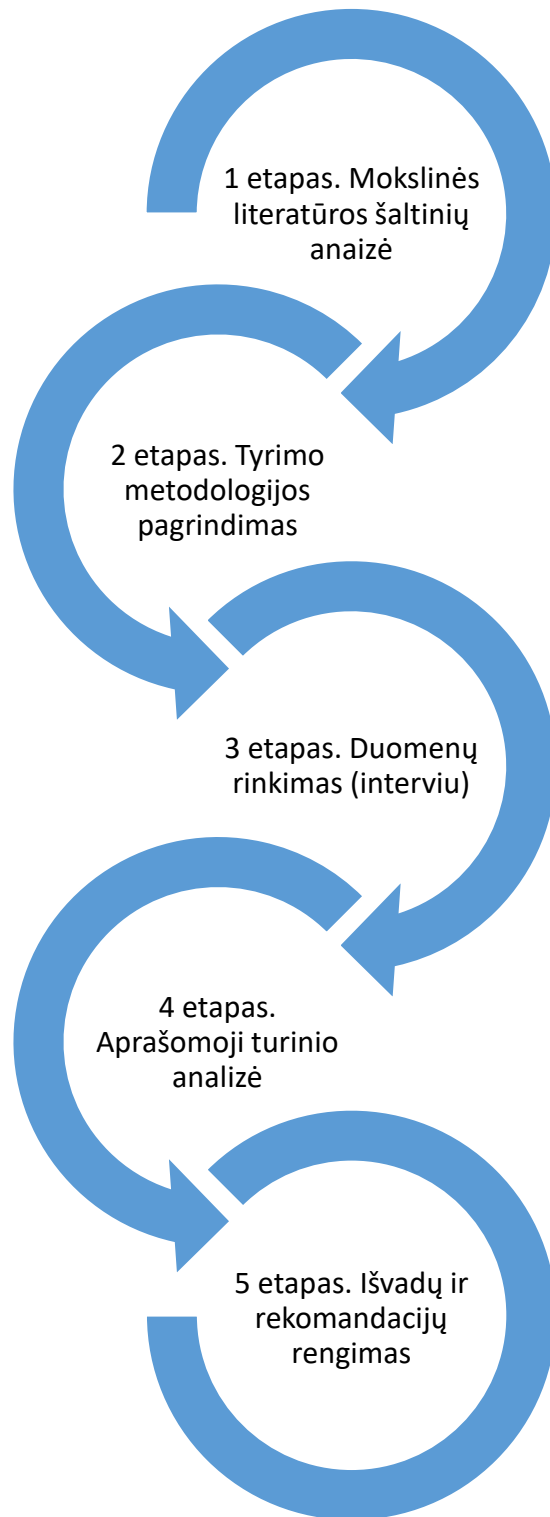 1 etapas. Mokslinės
literatūros šaltinių
anaizė
2 etapas. Tyrimo
metodologijos
pagrindimas
3 etapas. Duomenų
rinkimas (interviu)
4 etapas.
Aprašomoji turinio
analizė
5 etapas. Išvadų ir
rekomandacijų
rengimas